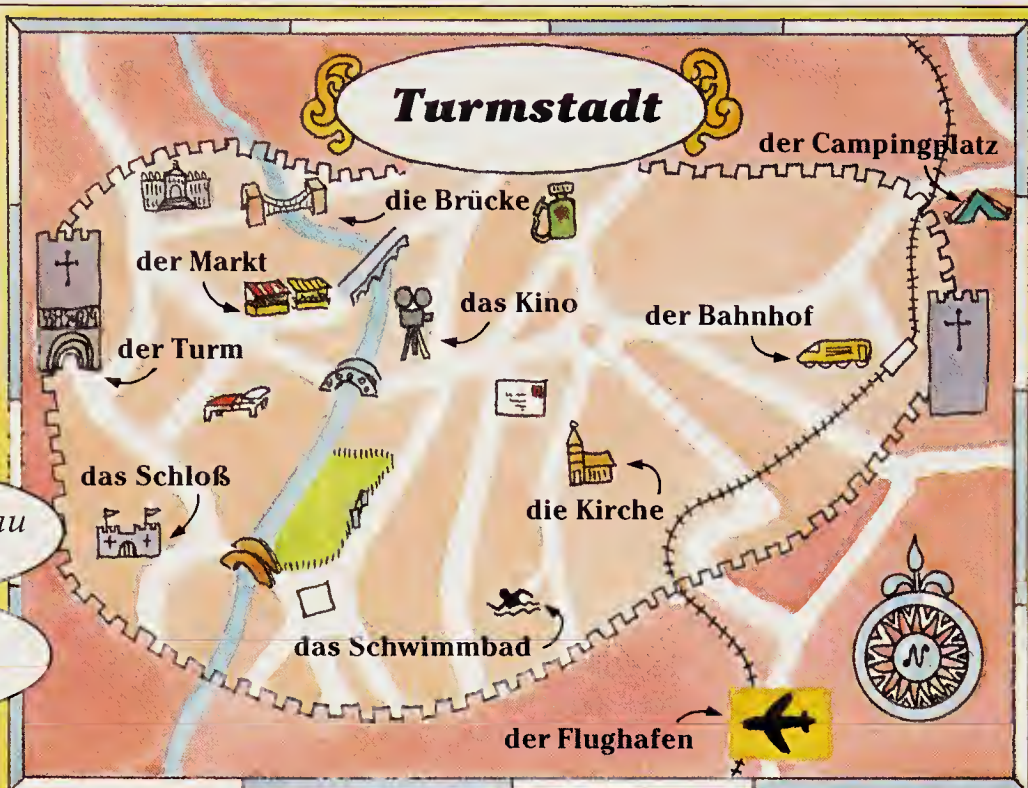 Turmstadt
der Campingplatz
die Brücke
der Markt
das Kino
der Bahnhof
der Turm
das Schloß
die Kirche
das Schwimmbad
der Flughafen
N